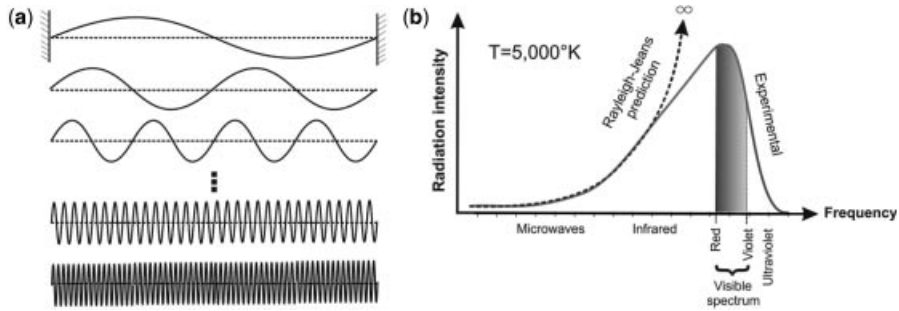 (a)
(b)
∞
T=5,000°K
Rayleigh-Jeans
prediction
Experimental
Radiation intensity
Frequency
Microwaves
Infrared
Red
Violet
Ultraviolet
Visible
spectrum